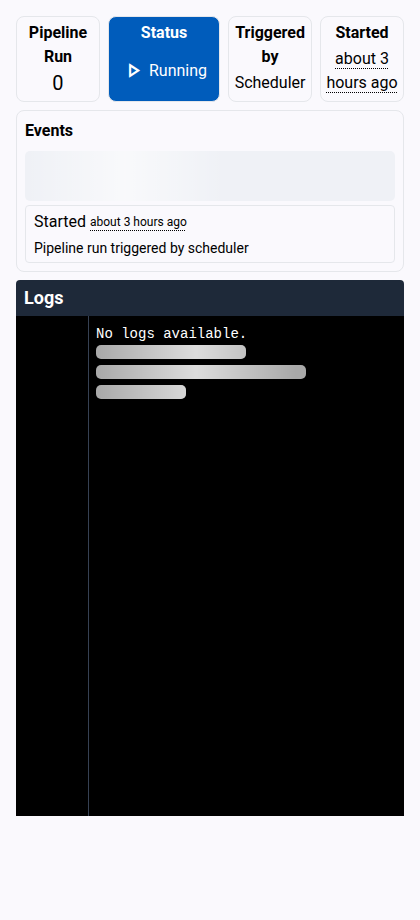 Pipeline
Run
0
Status
Running
Triggered
by
Scheduler
Started
about 3
hours ago
Events
Started about 3 hours ago
Pipeline run triggered by scheduler
Logs
No logs available.